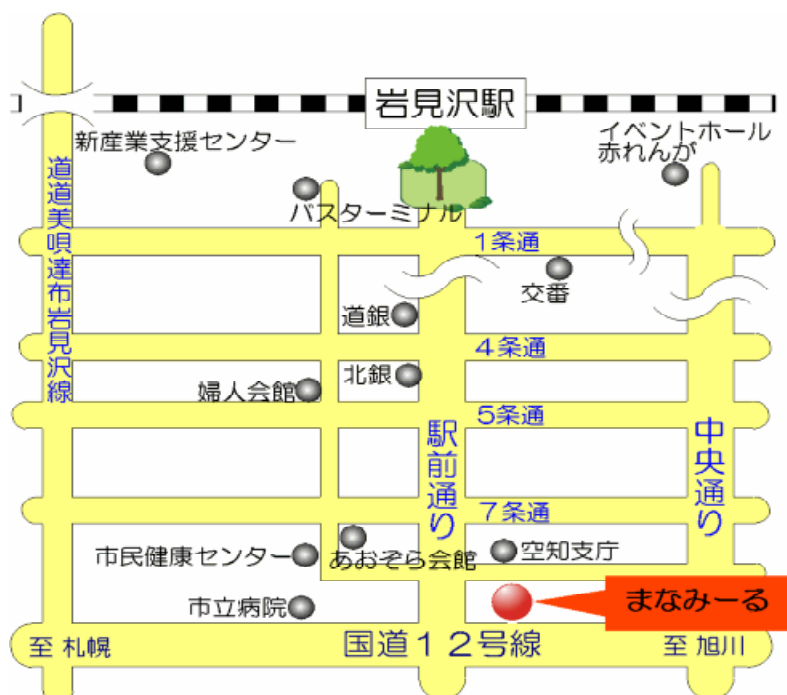 岩見沢駅
新産業支援センター
イベントホール
赤れんが
バスターミナル
道道美唄達布岩見沢線
1条通
交番
道銀
4条通
北銀
婦人会館
5条通
駅前通り
中央通り
7条通
市民健康センター
あおぞら会館
空知支庁
市立病院
まなみーる
至 札幌
国道12号線
至 旭川